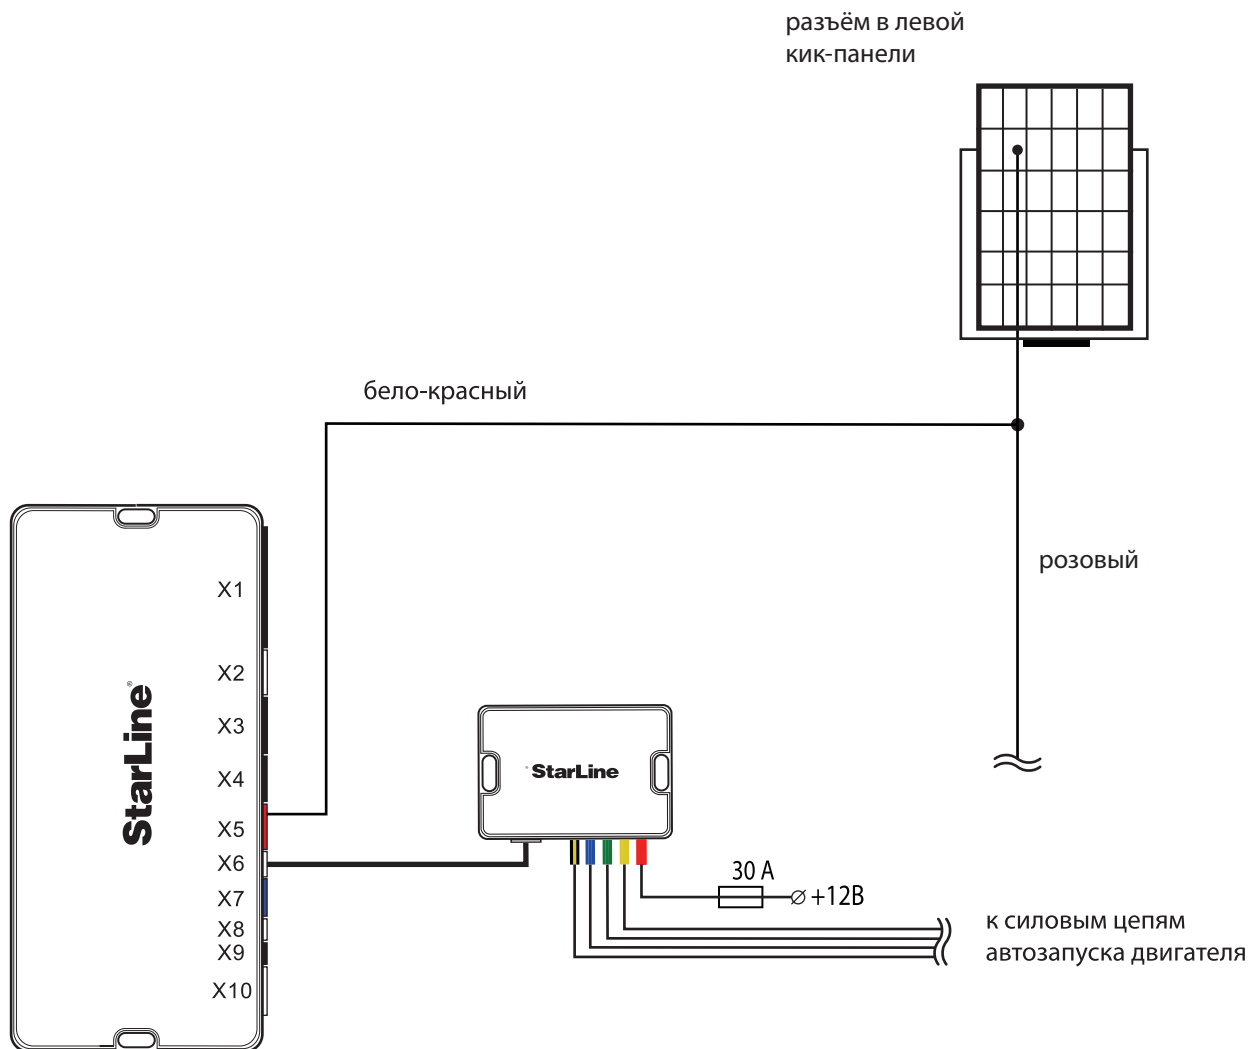 разъём в левой
кик-панели
бело-красный
розовый
X1
X2
X3
X4
X5
X6
X7
X8
X9
X10
StarLine®
® StarLine
30 А
+12В
к силовым цепям
автозапуска двигателя